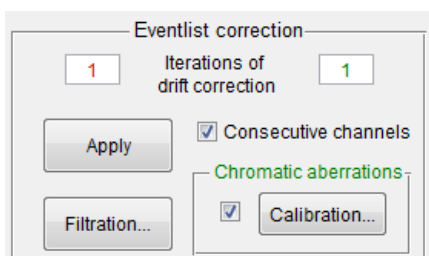 Eventlist correction
1 Iterations of 1
drift correction
Apply
Consecutive channels
Chromatic aberrations
Filtration...
Calibration...